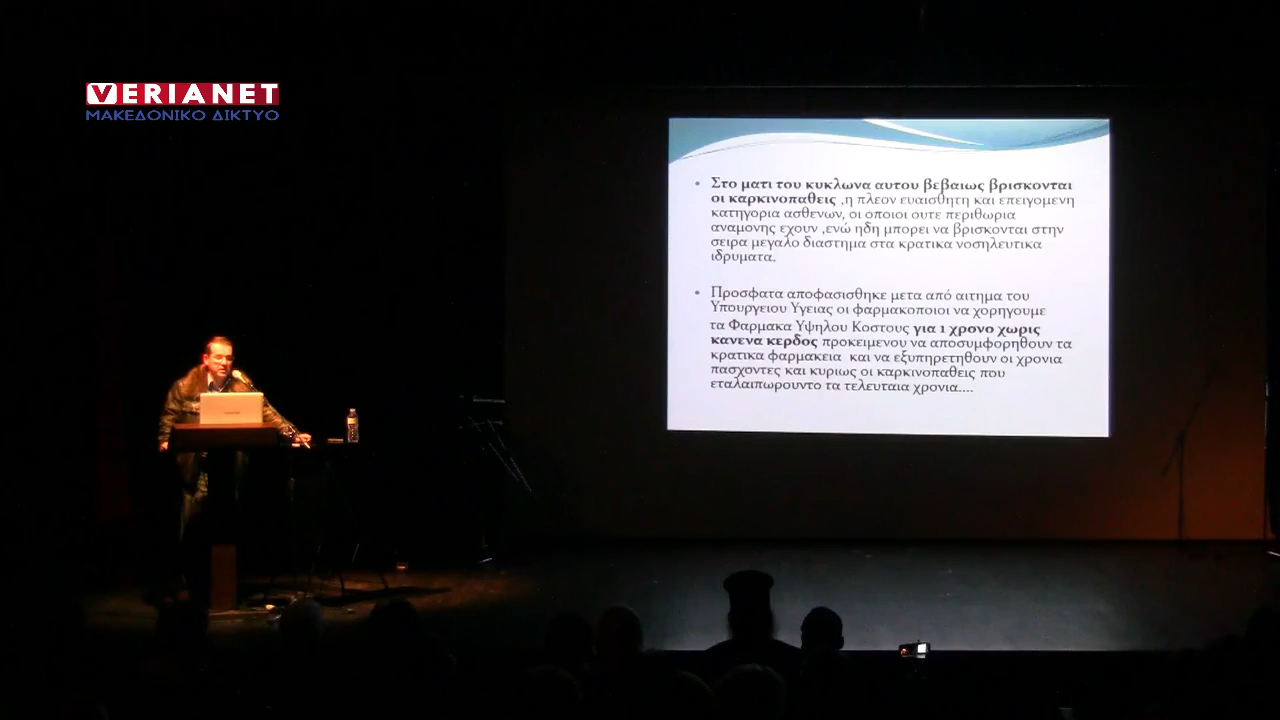 VERIANET
ΜΑΚΕΔΟΝΙΚΟ ΔΙΚΤΥΟ
• Στο ματι του κυκλωνα αυτου βεβαιως βρισκονται
οι καρκινοπαθεις ,η πλεον ευαισθητη και επειγομενη
κατηγορια ασθενων, οι οποιοι ουτε περιθωρια
αναμονης εχουν ,ενώ ηδη μπορει να βρισκονται στην
σειρα μεγαλο διαστημα στα κρατικα νοσηλευτικα
ιδρυματα.
• Προσφατα αποφασισθηκε μετα από αιτημα του
Υπουργειου Υγειας οι φαρμακοποιοι να χορηγουμε
τα Φαρμακα Υψηλου Κοστους για 1 χρονο χωρις
κανενα κερδος προκειμενου να αποσυμφορηθουν τα
κρατικα φαρμακεια και να εξυπηρετηθουν οι χρονια
πασχοντες και κυριως οι καρκινοπαθεις που
εταλαιπωρουντο τα τελευταια χρονια....